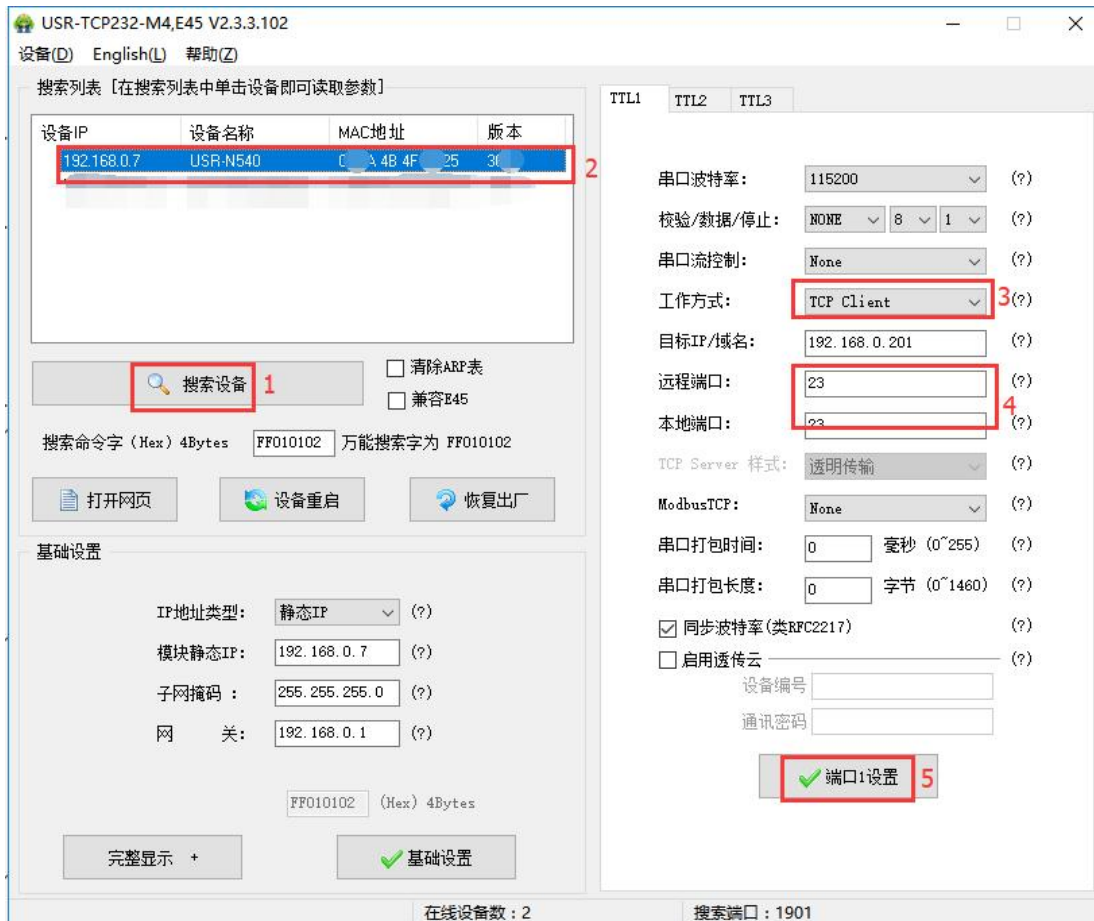 USR-TCP232-M4,E45 V2.3.3.102
设备(D) English(L) 帮助(Z)
搜索列表 [在搜索列表中单击设备即可读取参数]
设备IP 设备名称 MAC地址 版本
192.168.0.7 USR-N540 4B 4F 25
2
搜索设备
1
清除ARP表
兼容E45
搜索命令字 (Hex) 4Bytes FF010102 万能搜索字为 FF010102
打开网页 设备重启 恢复出厂
基础设置
IP地址类型: 静态IP (?)
模块静态IP: 192.168.0.7 (?)
子网掩码 : 255.255.255.0 (?)
网 关: 192.168.0.1 (?)
FF010102 (Hex) 4Bytes
完整显示 + 基础设置
TTL1 TTL2 TTL3
串口波特率: 115200 (?)
校验/数据/停止: NONE 8 1 (?)
串口流控制: None (?)
工作方式: TCP Client 3 (?)
目标IP/域名: 192.168.0.201 (?)
远程端口: 23 (?)
4
本地端口: 23 (?)
TCP Server 样式: 透明传输 (?)
ModbusTCP: None (?)
串口打包时间: 0 毫秒 (0~255) (?)
串口打包长度: 0 字节 (0~1460) (?)
同步波特率(类RFC2217) (?)
启用透传云 (?)
设备编号
通讯密码
端口1设置 5
在线设备数：2 搜索端口：1901